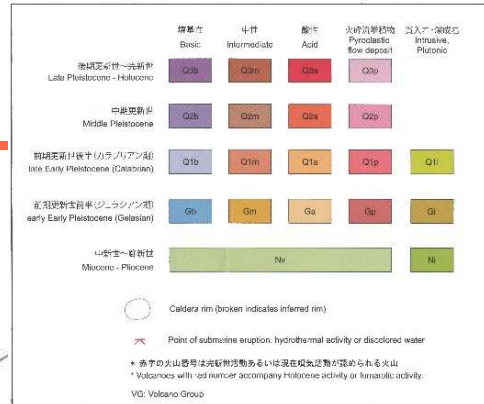 塩基性 中性 酸性 火砕流堆積物 貫入岩・深成岩
Basic Intermediate Acid Pyroclastic flow deposit Intrusive, Plutonic
後期更新世～完新世
Late Pleistocene - Holocene
Q3b Q3m Q3a Q3p
中期更新世
Middle Pleistocene
Q2b Q2m Q2a Q2p
前期更新世後半(カラブリアン期)
late Early Pleistocene (Calabrian)
Q1b Q1m Q1a Q1p Q1i
前期更新世前半(ジェラシアン期)
early Early Pleistocene (Gelasian)
Gb Gm Ga Gp Gi
中新世～鮮新世
Miocene - Pliocene
Nv Ni
Caldera rim (broken indicates inferred rim)
Point of submarine eruption, hydrothermal activity or discolored water
* 赤字の火山番号は完新世活動あるいは現在噴気活動が認められる火山
* Volcanoes with red number accompany Holocene activity or fumarolic activity.
VG: Volcano Group